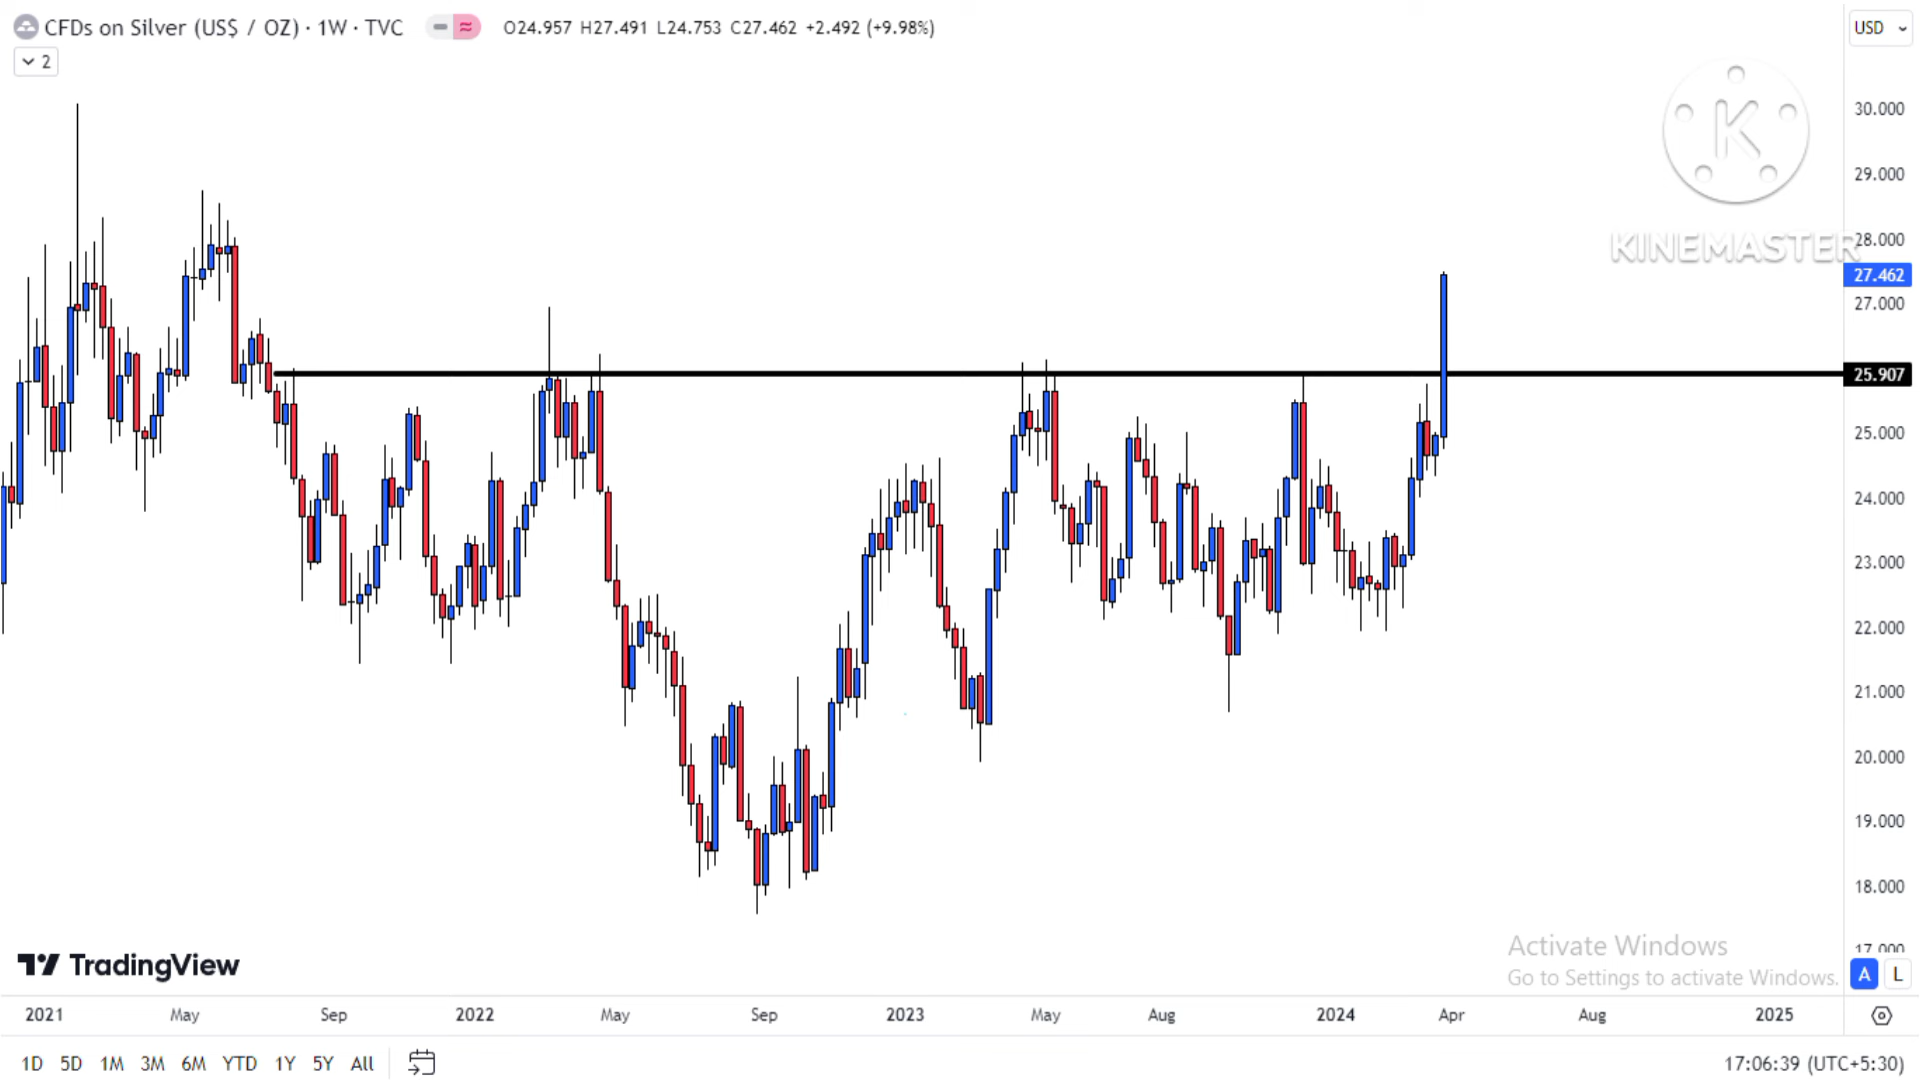 CFDs on Silver (US$ / OZ) · 1W · TVC
O24.957 H27.491 L24.753 C27.462 +2.492 (+9.98%)
USD
2
K
KINEMASTER
30.000
29.000
28.000
27.462
27.000
25.907
25.000
24.000
23.000
22.000
21.000
20.000
19.000
18.000
17.000
TradingView
Activate Windows
Go to Settings to activate Windows.
A L
2021 May Sep 2022 May Sep 2023 May Aug 2024 Apr Aug 2025
1D 5D 1M 3M 6M YTD 1Y 5Y All
17:06:39 (UTC+5:30)